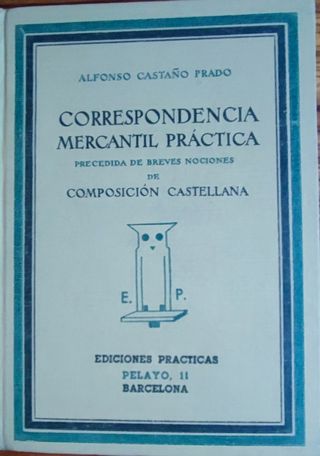 ALFONSO CASTAÑO PRADO
CORRESPONDENCIA
MERCANTIL PRÁCTICA
PRECEDIDA DE BREVES NOCIONES
DE
COMPOSICIÓN CASTELLANA
E. P.
EDICIONES PRACTICAS
PELAYO, 11
BARCELONA